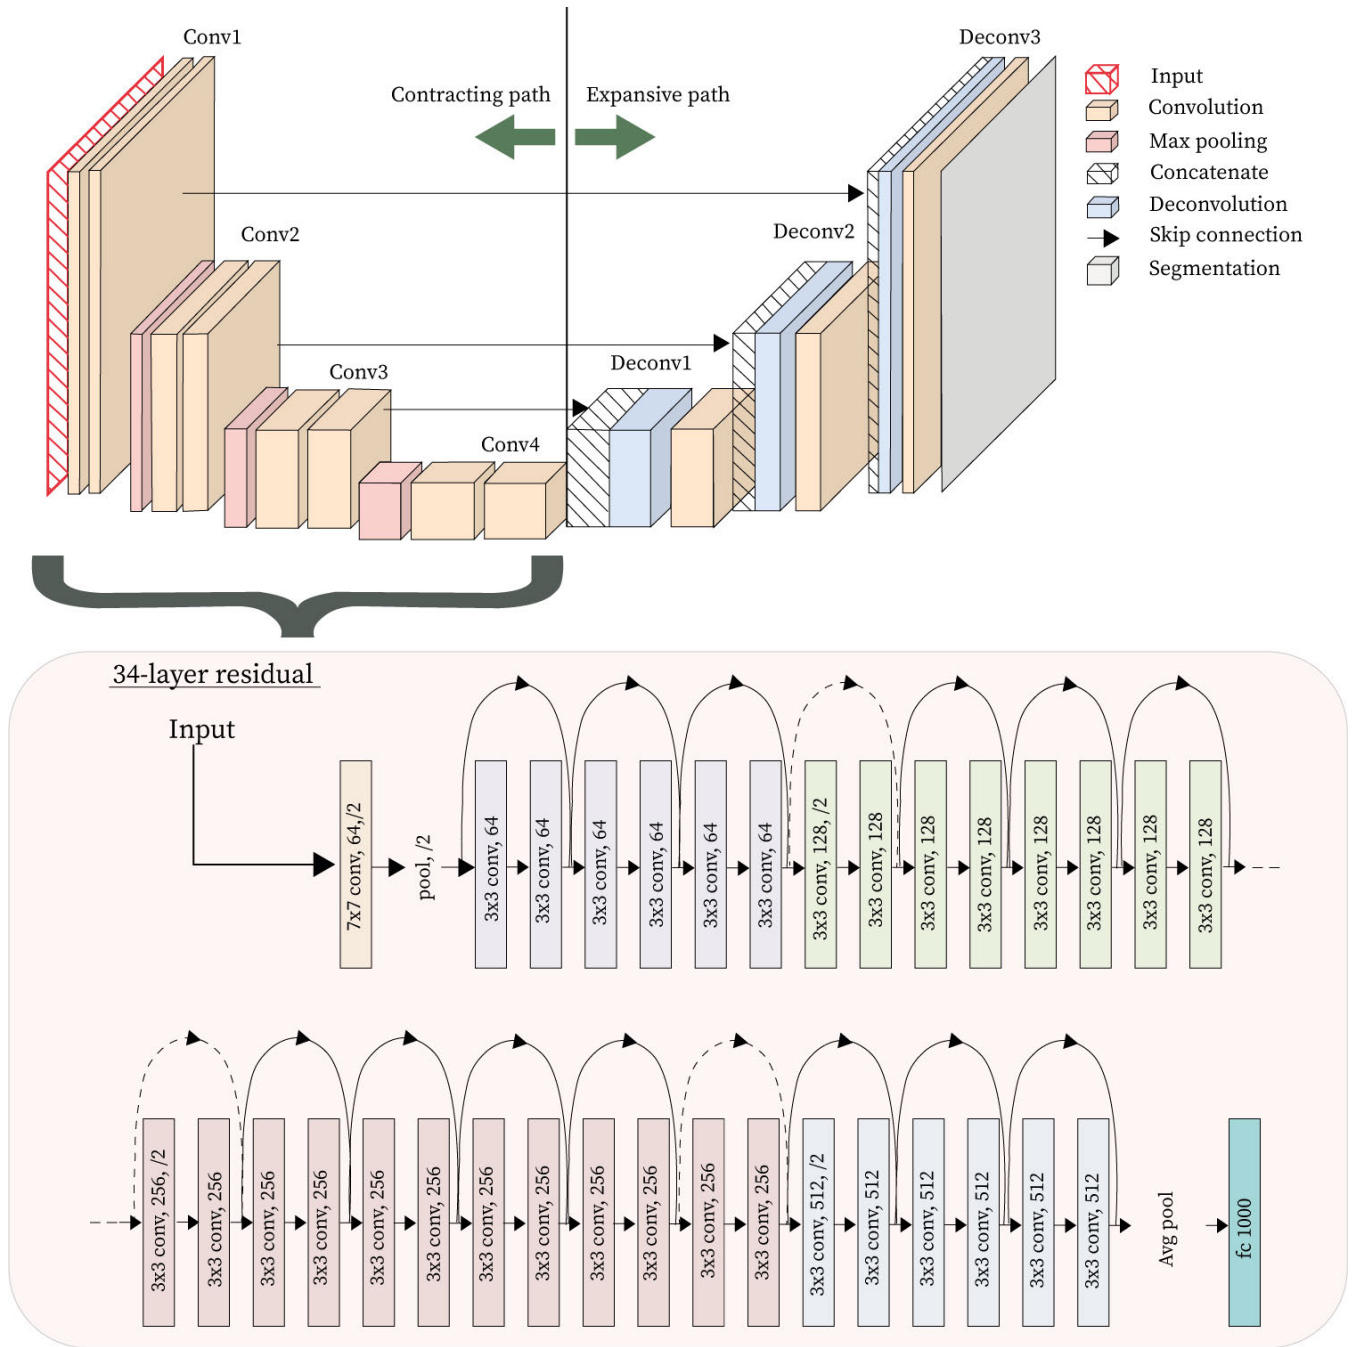 Conv1
Deconv3
Contracting path
Expansive path
Input
Convolution
Max pooling
Concatenate
Deconvolution
Skip connection
Segmentation
Conv2
Deconv2
Conv3
Deconv1
Conv4
34-layer residual
Input
7x7 conv, 64,/2
pool, /2
3x3 conv, 64
3x3 conv, 64
3x3 conv, 64
3x3 conv, 64
3x3 conv, 64
3x3 conv, 64
3x3 conv, 128, /2
3x3 conv, 128
3x3 conv, 128
3x3 conv, 128
3x3 conv, 128
3x3 conv, 128
3x3 conv, 128
3x3 conv, 128
3x3 conv, 256, /2
3x3 conv, 256
3x3 conv, 256
3x3 conv, 256
3x3 conv, 256
3x3 conv, 256
3x3 conv, 256
3x3 conv, 256
3x3 conv, 256
3x3 conv, 256
3x3 conv, 256
3x3 conv, 256
3x3 conv, 512, /2
3x3 conv, 512
3x3 conv, 512
3x3 conv, 512
3x3 conv, 512
3x3 conv, 512
Avg pool
fc 1000